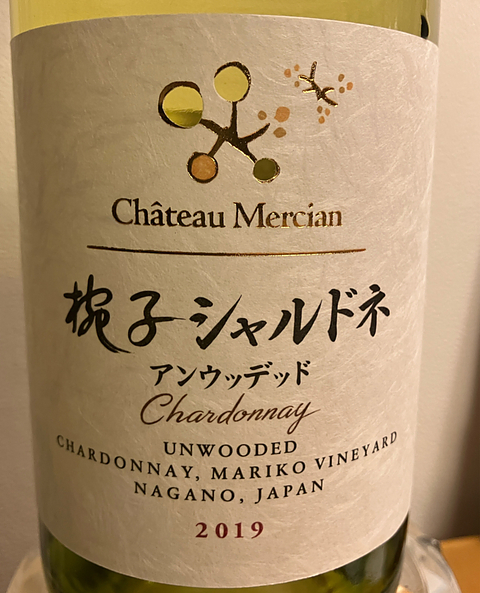 Château Mercian
椀子シャルドネ
アンウッデッド
Chardonnay
UNWOODED
CHARDONNAY, MARIKO VINEYARD
NAGANO, JAPAN
2019